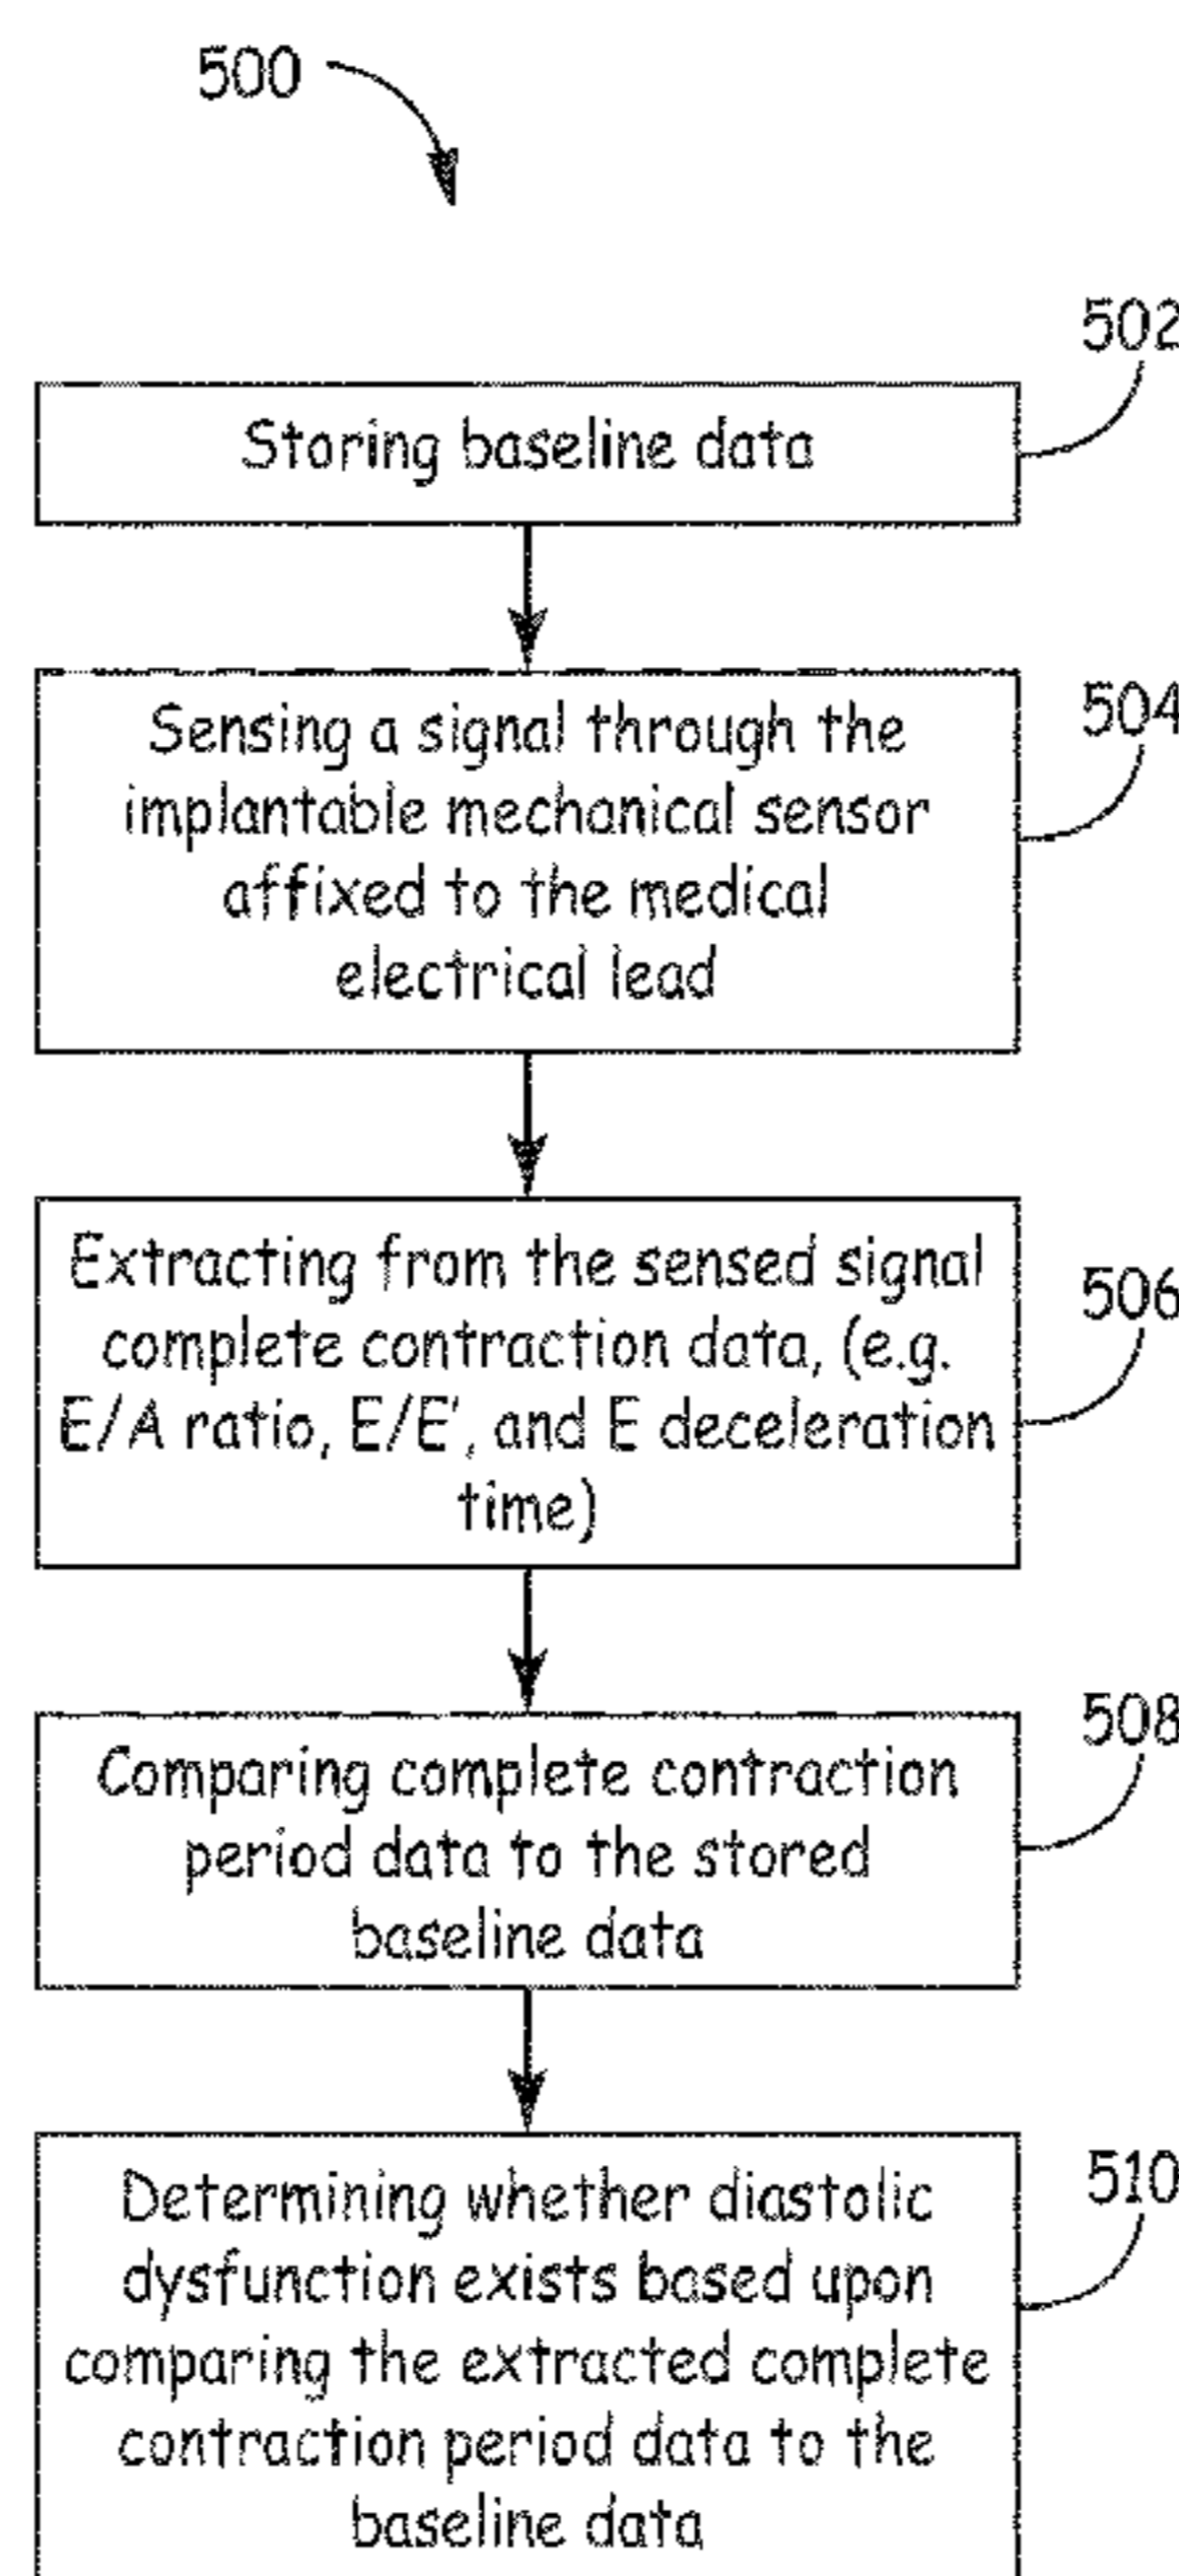 500
502
Storing baseline data
504
Sensing a signal through the
implantable mechanical sensor
affixed to the medical
electrical lead
506
Extracting from the sensed signal
complete contraction data, (e.g.
E/A ratio, E/E', and E deceleration
time)
508
Comparing complete contraction
period data to the stored
baseline data
510
Determining whether diastolic
dysfunction exists based upon
comparing the extracted complete
contraction period data to the
baseline data